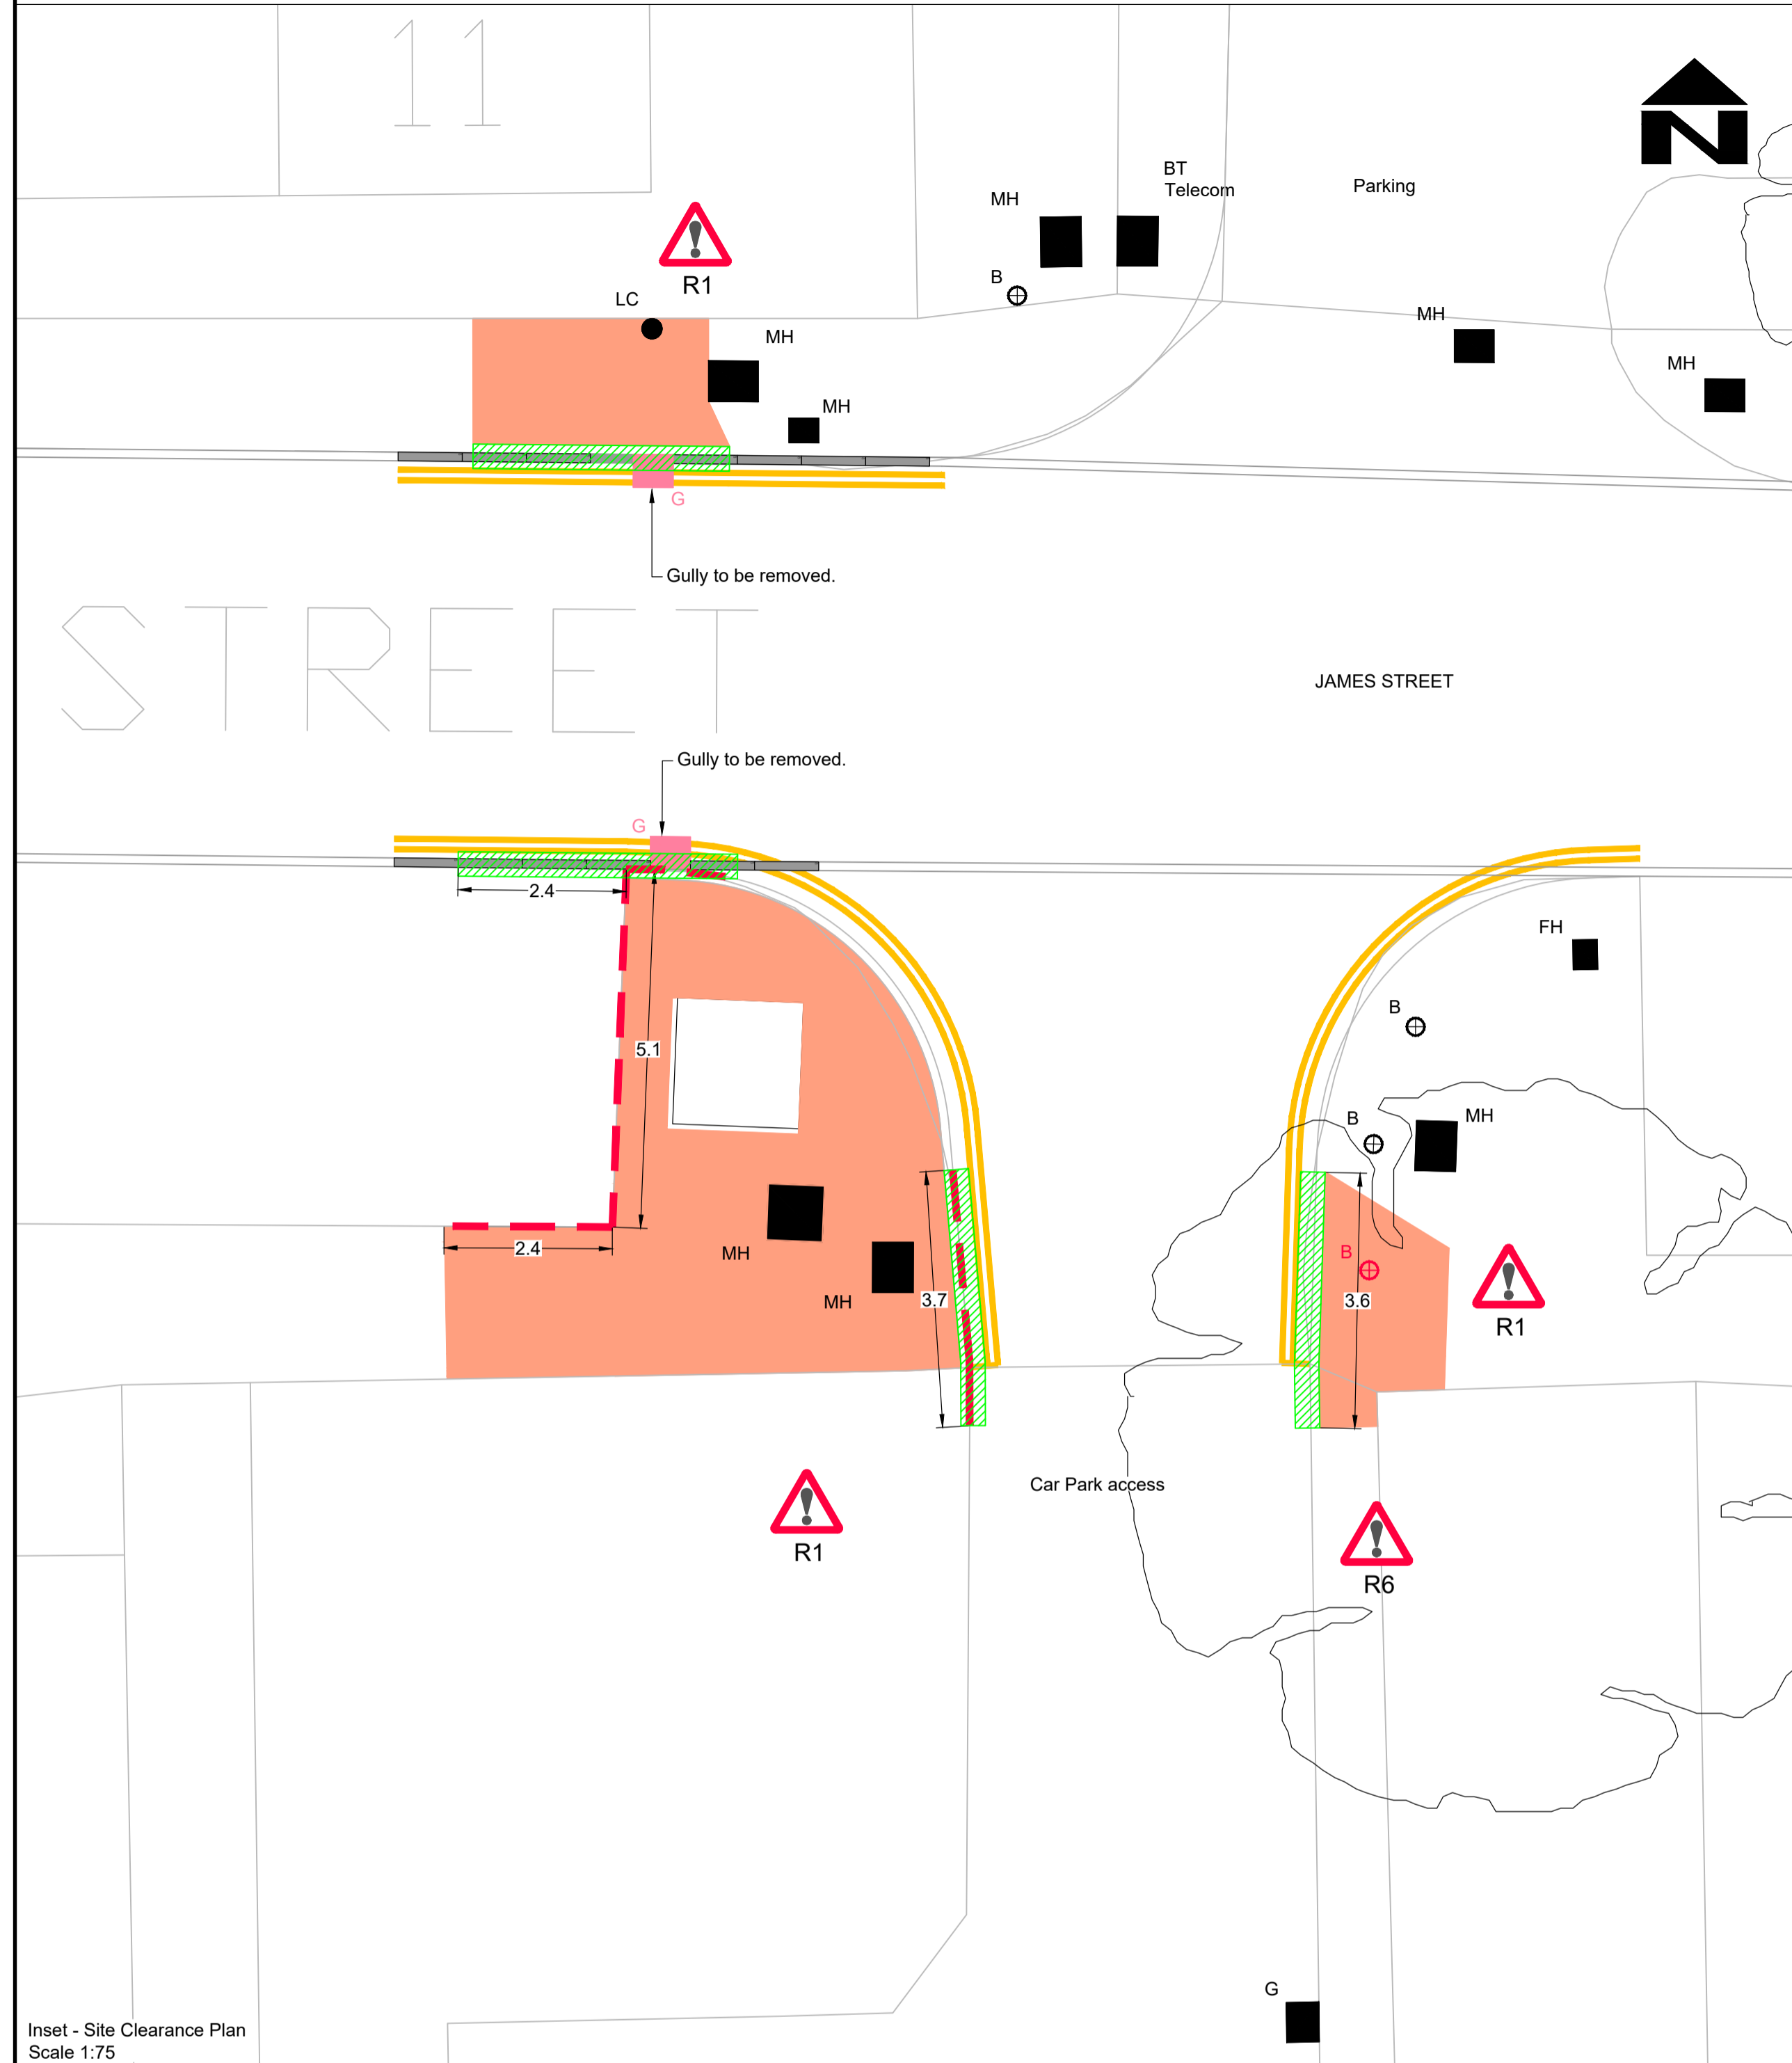 11
N
BT
Telecom
Parking
MH
B
R1
LC
MH
MH
MH
MH
G
Gully to be removed.
STREET
JAMES STREET
Gully to be removed.
G
2.4
FH
B
5.1
B
MH
2.4
MH
MH
3.7
B
3.6
R1
Car Park access
R1
R6
G
Inset - Site Clearance Plan
Scale 1:75